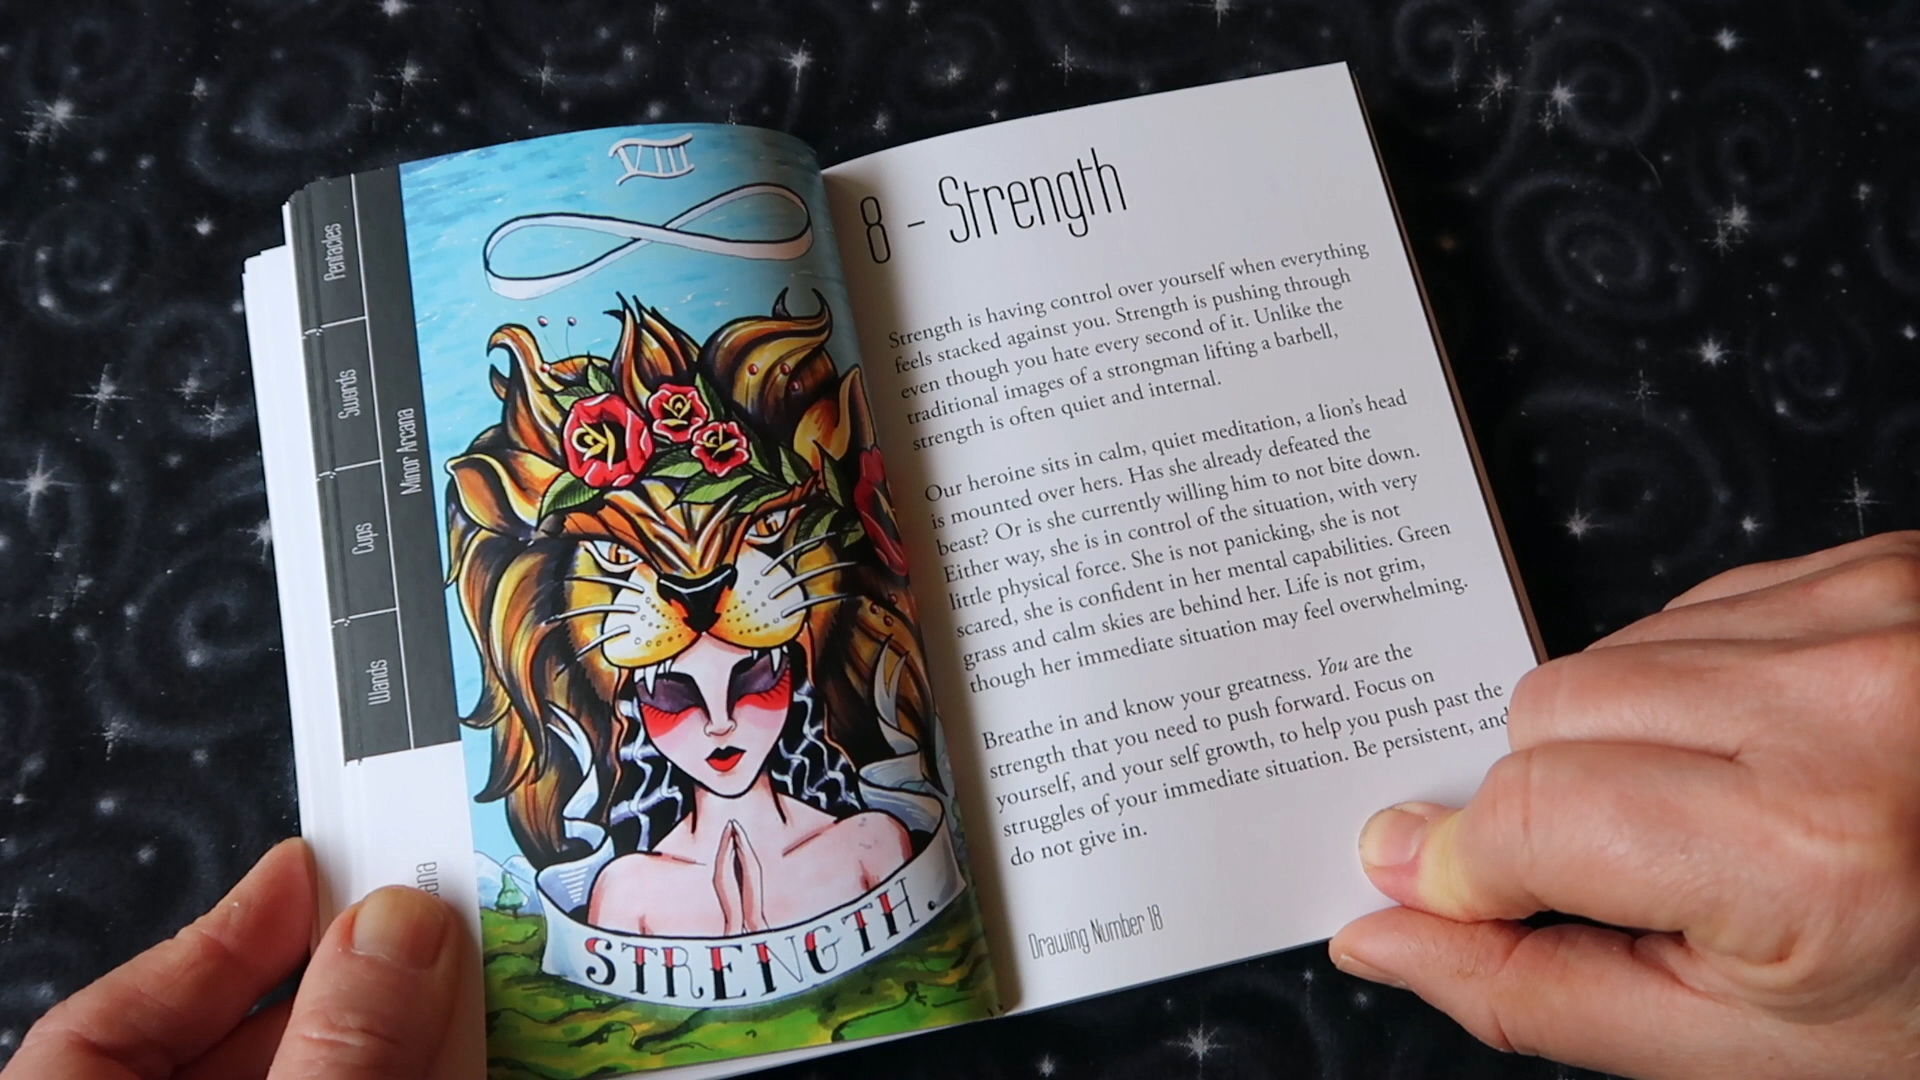 Pentacles
Swords
Cups
Wands
Minor Arcana
ana
VIII
STRENGTH.
8 - Strength
Strength is having control over yourself when everything
feels stacked against you. Strength is pushing through
even though you hate every second of it. Unlike the
traditional images of a strongman lifting a barbell,
strength is often quiet and internal.
Our heroine sits in calm, quiet meditation, a lion's head
is mounted over hers. Has she already defeated the
beast? Or is she currently willing him to not bite down.
Either way, she is in control of the situation, with very
little physical force. She is not panicking, she is not
scared, she is confident in her mental capabilities. Green
grass and calm skies are behind her. Life is not grim,
though her immediate situation may feel overwhelming.
Breathe in and know your greatness. You are the
strength that you need to push forward. Focus on
yourself, and your self growth, to help you push past the
struggles of your immediate situation. Be persistent, and
do not give in.
Drawing Number 18